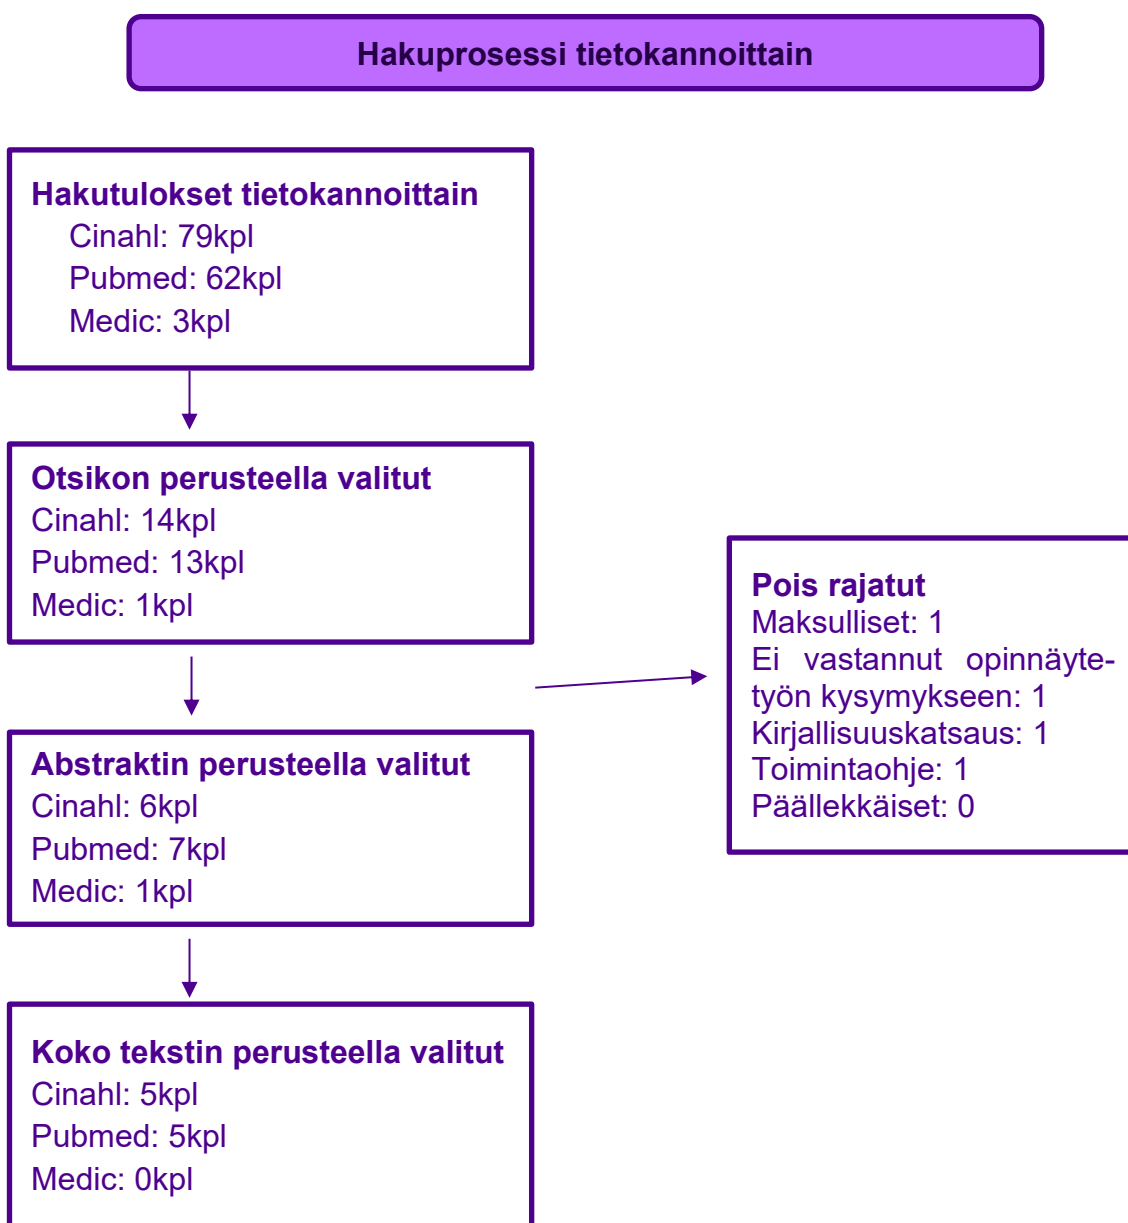 Hakuprosessi tietokannoittain
Hakutulokset tietokannoittain
Cinahl: 79kpl
Pubmed: 62kpl
Medic: 3kpl
Otsikon perusteella valitut
Cinahl: 14kpl
Pubmed: 13kpl
Medic: 1kpl
Pois rajatut
Maksulliset: 1
Ei vastannut opinnäyte-
työn kysymykseen: 1
Kirjallisuuskatsaus: 1
Toimintaohje: 1
Päällekkäiset: 0
Abstraktin perusteella valitut
Cinahl: 6kpl
Pubmed: 7kpl
Medic: 1kpl
Koko tekstin perusteella valitut
Cinahl: 5kpl
Pubmed: 5kpl
Medic: 0kpl